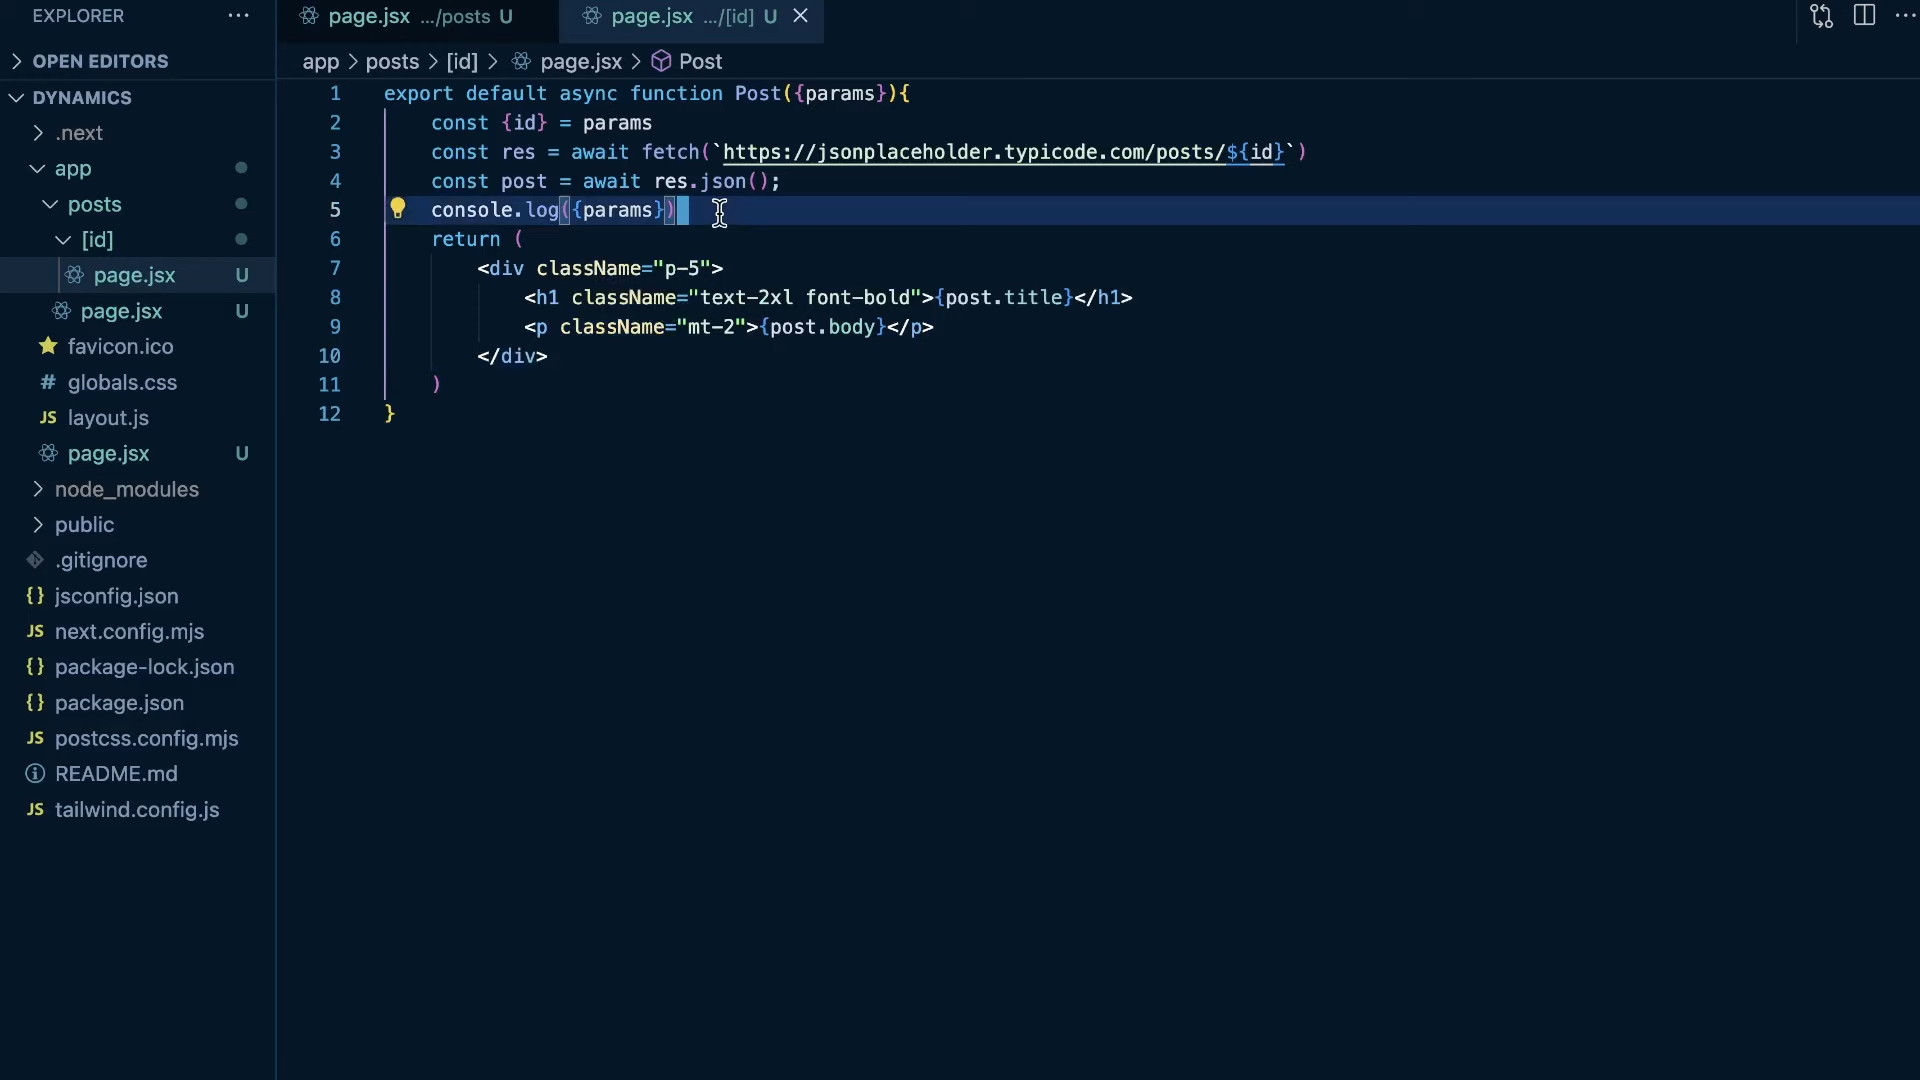 EXPLORER
page.jsx .../posts U
page.jsx .../[id] U
OPEN EDITORS
app > posts > [id] > page.jsx > Post
DYNAMICS
.next
app
posts
[id]
page.jsx U
page.jsx U
favicon.ico
# globals.css
JS layout.js
page.jsx U
node_modules
public
.gitignore
{} jsconfig.json
JS next.config.mjs
{} package-lock.json
{} package.json
JS postcss.config.mjs
README.md
JS tailwind.config.js
1 export default async function Post({params}){
2 const {id} = params
3 const res = await fetch(`https://jsonplaceholder.typicode.com/posts/${id}`)
4 const post = await res.json();
5 console.log({params})
6 return (
7 <div className="p-5">
8 <h1 className="text-2xl font-bold">{post.title}</h1>
9 <p className="mt-2">{post.body}</p>
10 </div>
11 )
12 }